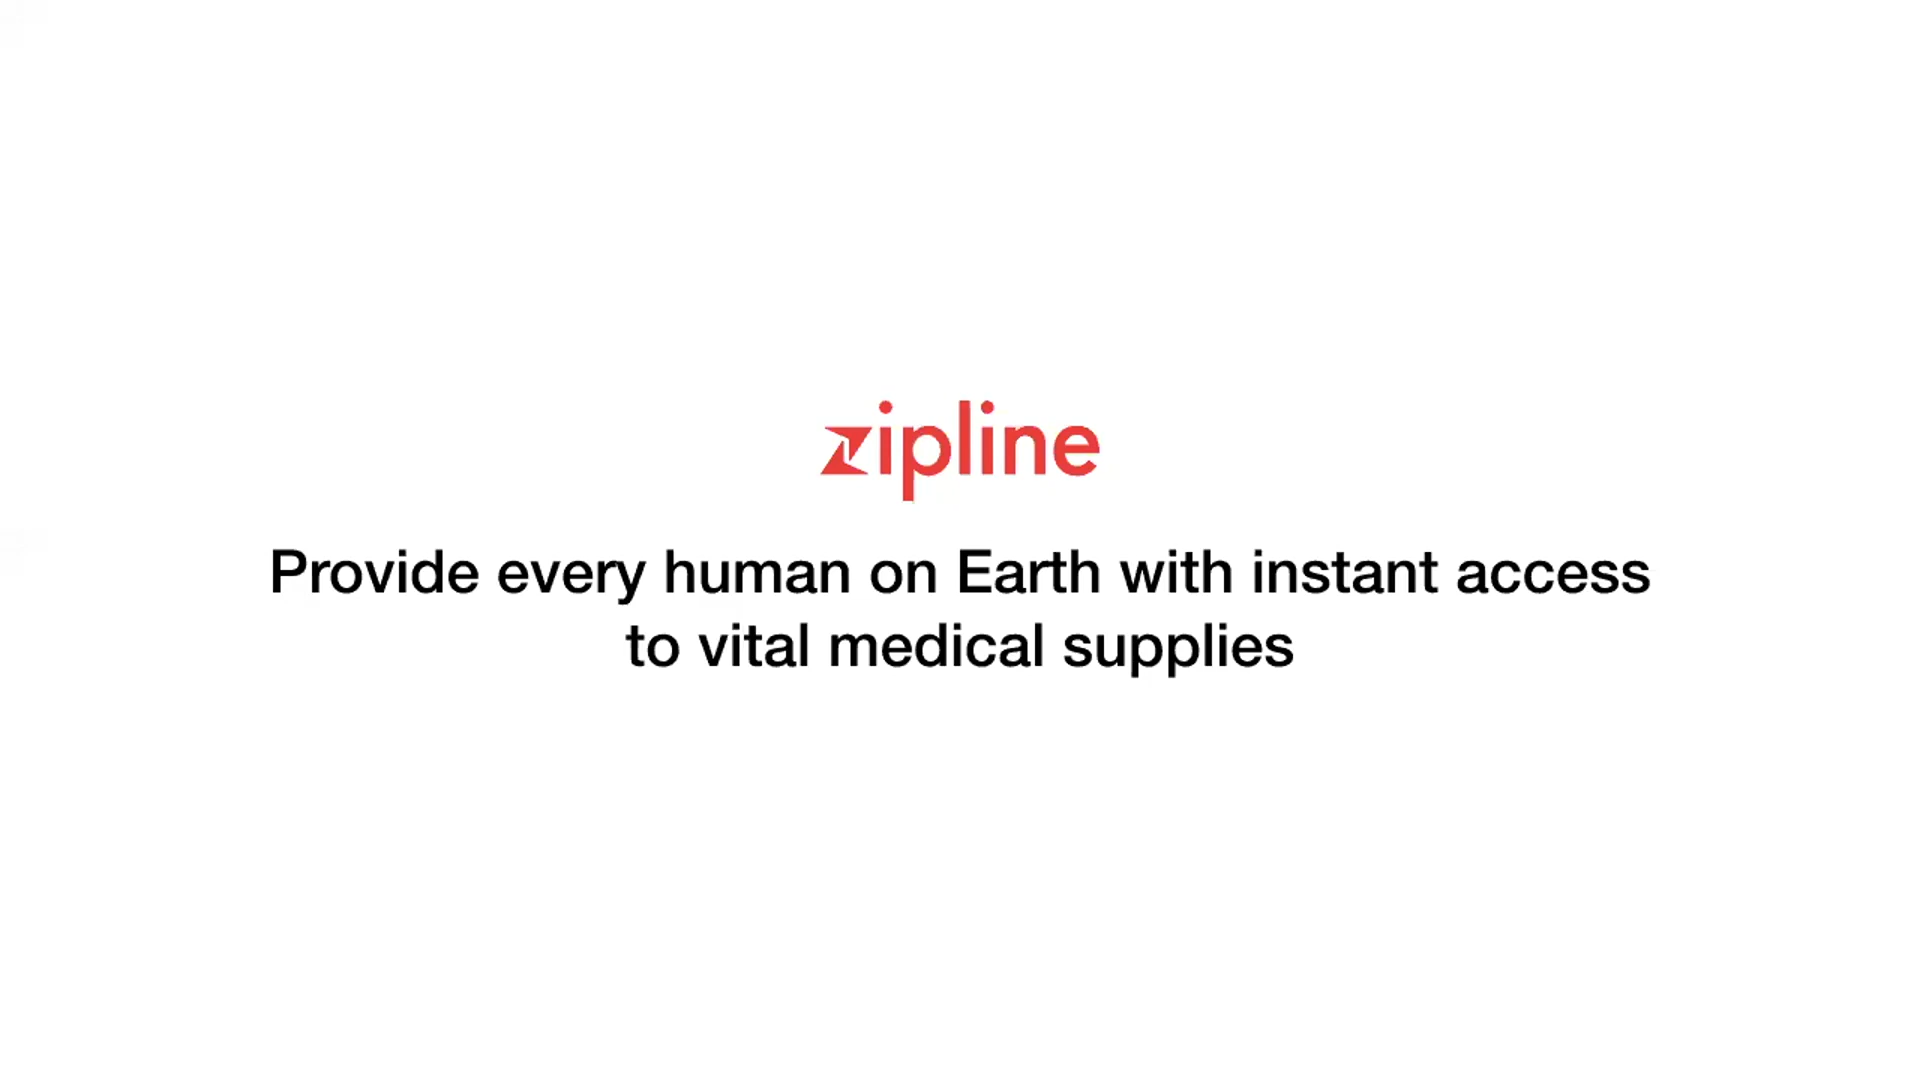 zipline
Provide every human on Earth with instant access
to vital medical supplies